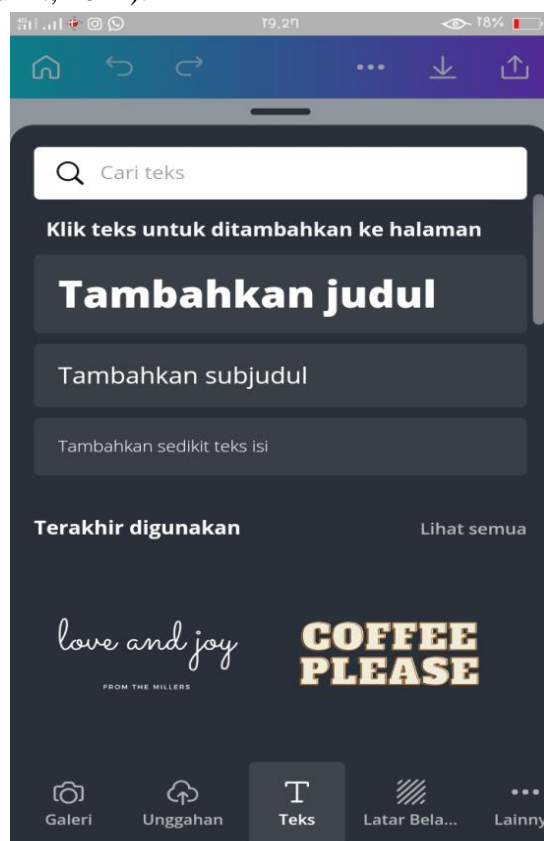 19.27
18%
Cari teks
Klik teks untuk ditambahkan ke halaman
Tambahkan judul
Tambahkan subjudul
Tambahkan sedikit teks isi
Terakhir digunakan
Lihat semua
love and joy
FROM THE MILLERS
COFFEE
PLEASE
Galeri
Unggahan
Teks
Latar Bela...
Lainny